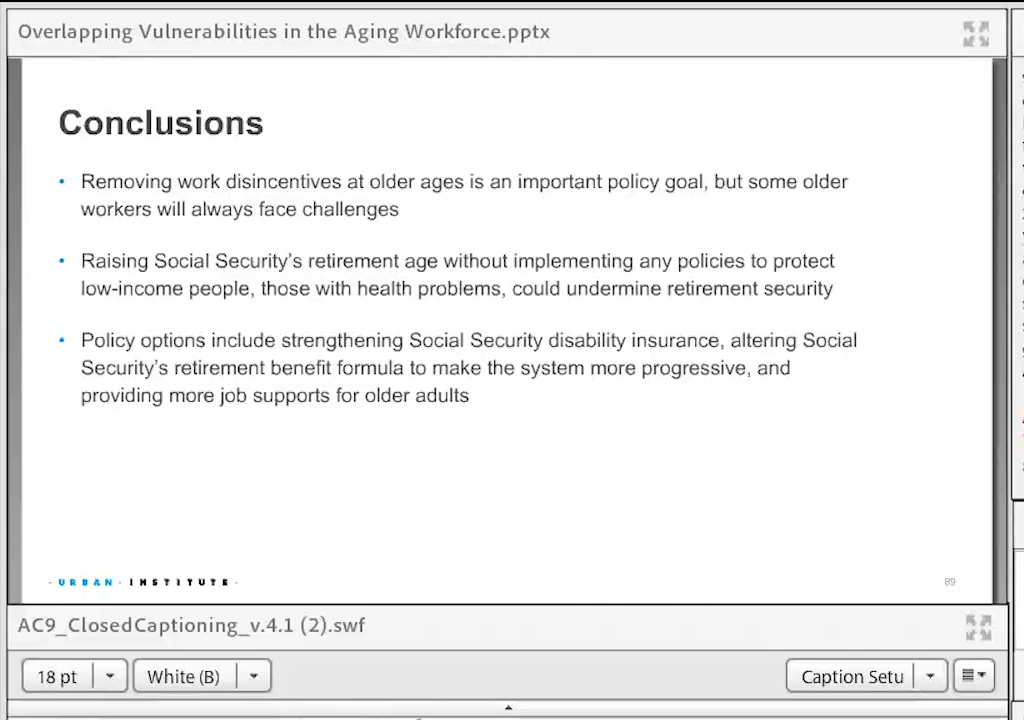 Overlapping Vulnerabilities in the Aging Workforce.pptx
Conclusions
• Removing work disincentives at older ages is an important policy goal, but some older
workers will always face challenges
• Raising Social Security's retirement age without implementing any policies to protect
low-income people, those with health problems, could undermine retirement security
• Policy options include strengthening Social Security disability insurance, altering Social
Security's retirement benefit formula to make the system more progressive, and
providing more job supports for older adults
· URBAN · INSTITUTE ·
89
AC9_ClosedCaptioning_v.4.1 (2).swf
18 pt
White (B)
Caption Setu